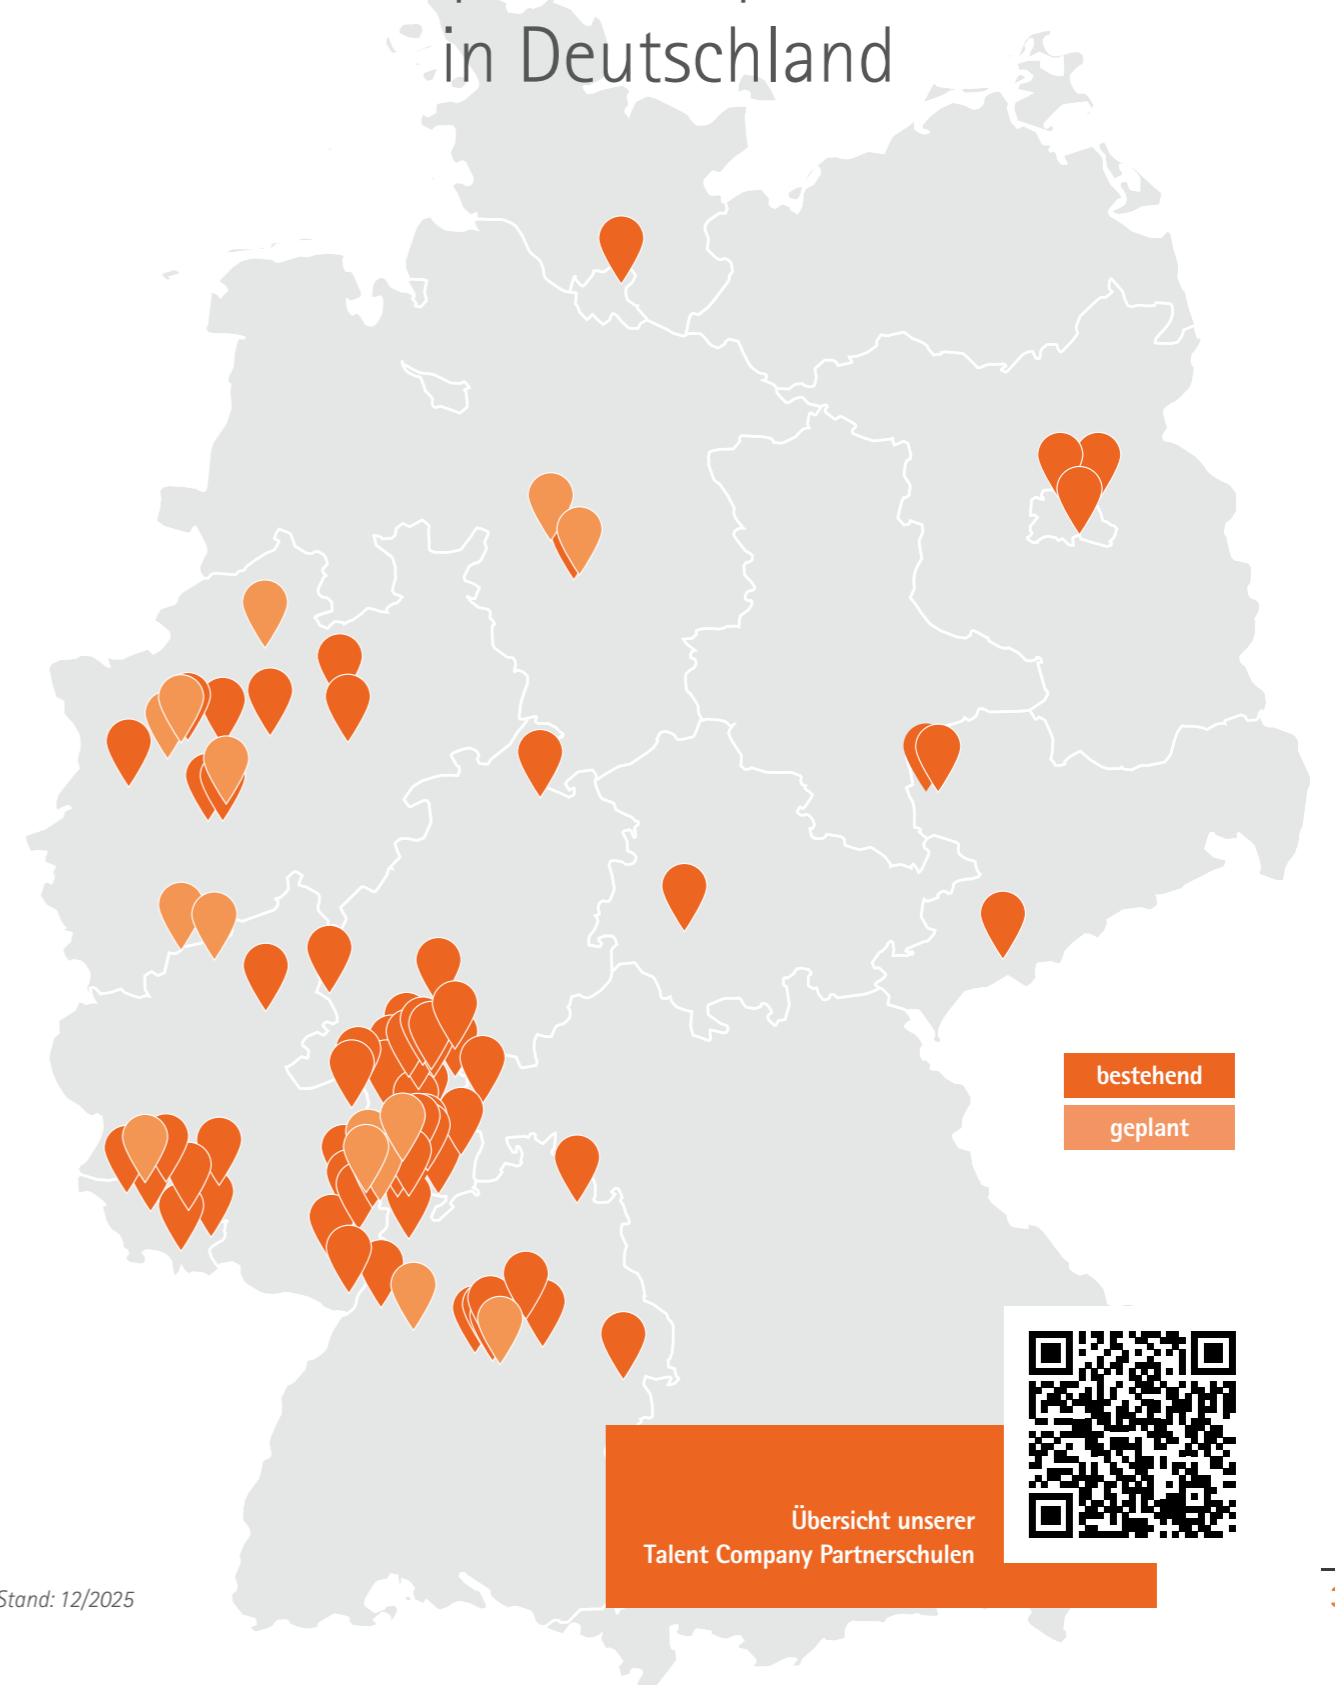 in Deutschland
bestehend
geplant
Übersicht unserer
Talent Company Partnerschulen
Stand: 12/2025